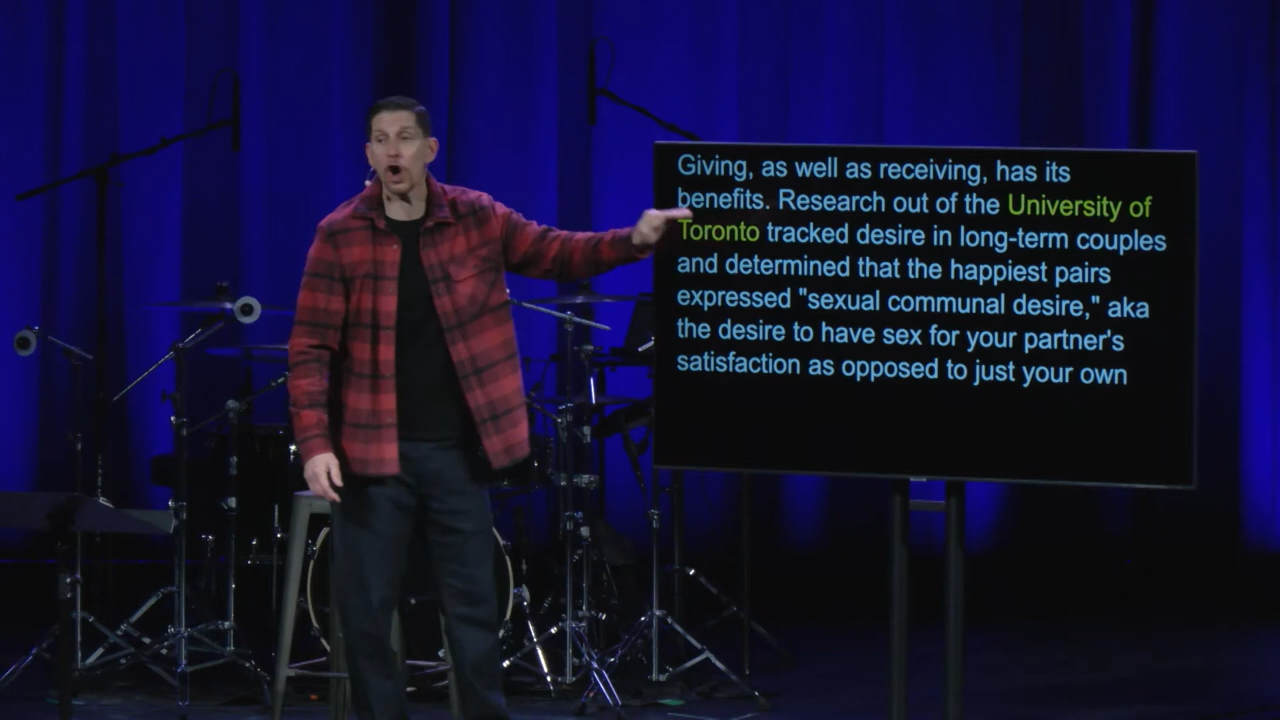 Giving, as well as receiving, has its
benefits. Research out of the University of
Toronto tracked desire in long-term couples
and determined that the happiest pairs
expressed "sexual communal desire," aka
the desire to have sex for your partner's
satisfaction as opposed to just your own